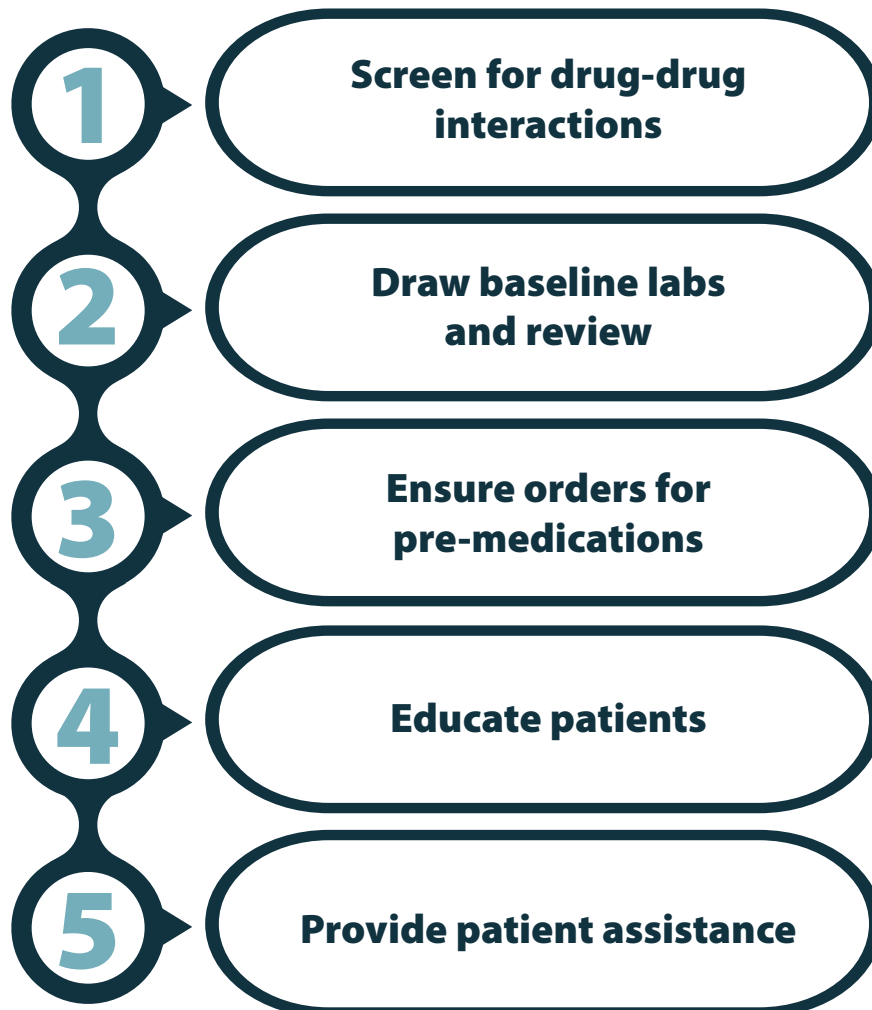 1
Screen for drug-drug
interactions
2
Draw baseline labs
and review
3
Ensure orders for
pre-medications
4
Educate patients
5
Provide patient assistance